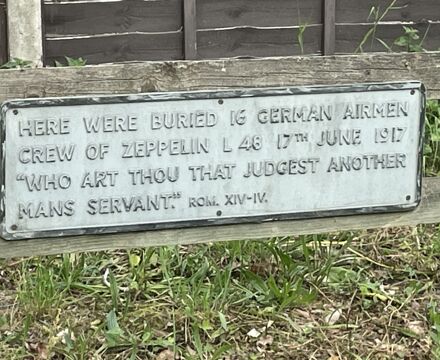 HERE WERE BURIED 16 GERMAN AIRMEN
CREW OF ZEPPELIN L 48 17TH JUNE. 1917
"WHO ART THOU THAT JUDGEST ANOTHER
MANS SERVANT." ROM. XIV-IV.